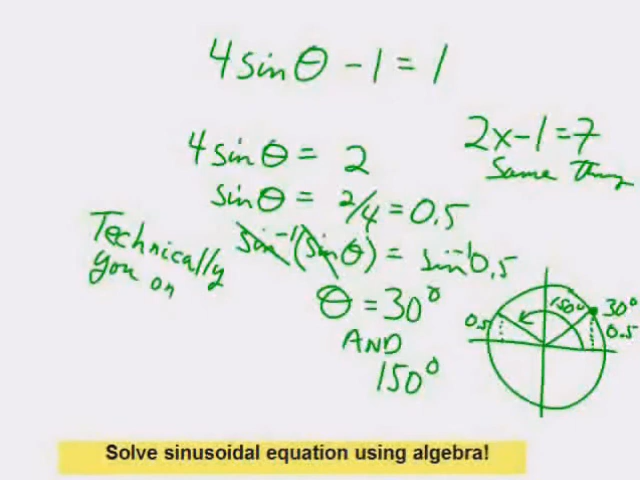 4sinθ - 1 = 1
2x-1=7
Same thing
4sinθ = 2
sinθ = 2/4 = 0.5
sin⁻¹(sinθ) = sin⁻¹0.5
Technically
you on
θ = 30°
AND
150°
150°
30°
0.5
0.5
Solve sinusoidal equation using algebra!